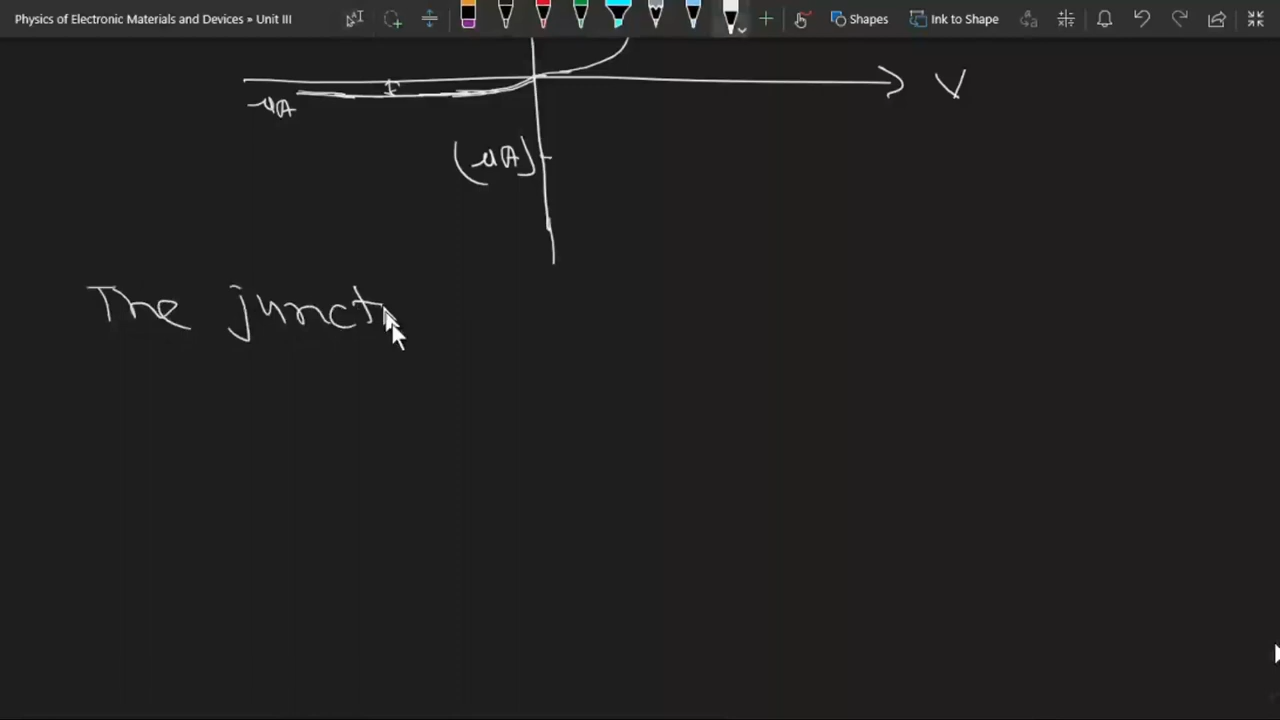 Physics of Electronic Materials and Devices » Unit III
Shapes
Ink to Shape
V
-uA
(uA)
The juncti